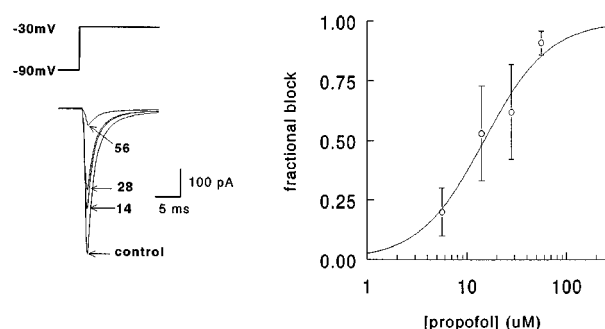 -30mV
-90mV
56
28
14
control
100 pA
5 ms
fractional block
1.00
0.75
0.50
0.25
0.00
1
10
100
[propofol] (uM)